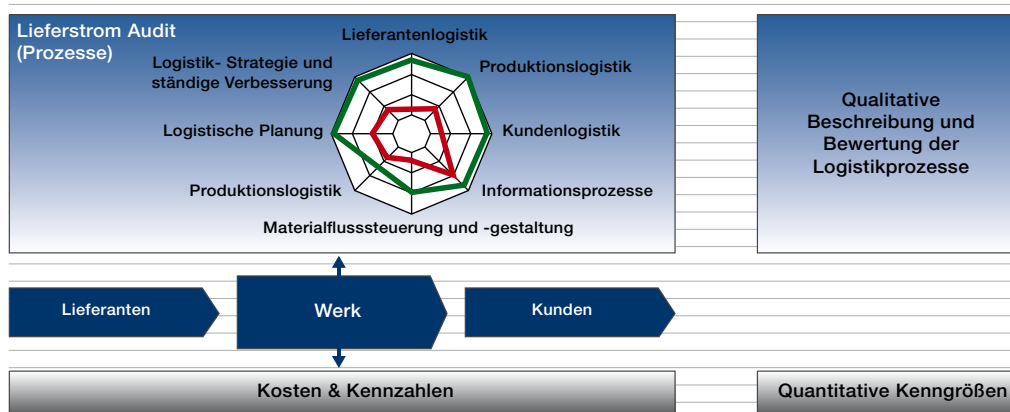 Lieferstrom Audit
(Prozesse)
Lieferantenlogistik
Logistik- Strategie und
ständige Verbesserung
Produktionslogistik
Logistische Planung
Kundenlogistik
Produktionslogistik
Informationsprozesse
Materialflusssteuerung und -gestaltung
Qualitative
Beschreibung und
Bewertung der
Logistikprozesse
Lieferanten
Werk
Kunden
Kosten & Kennzahlen
Quantitative Kenngrößen